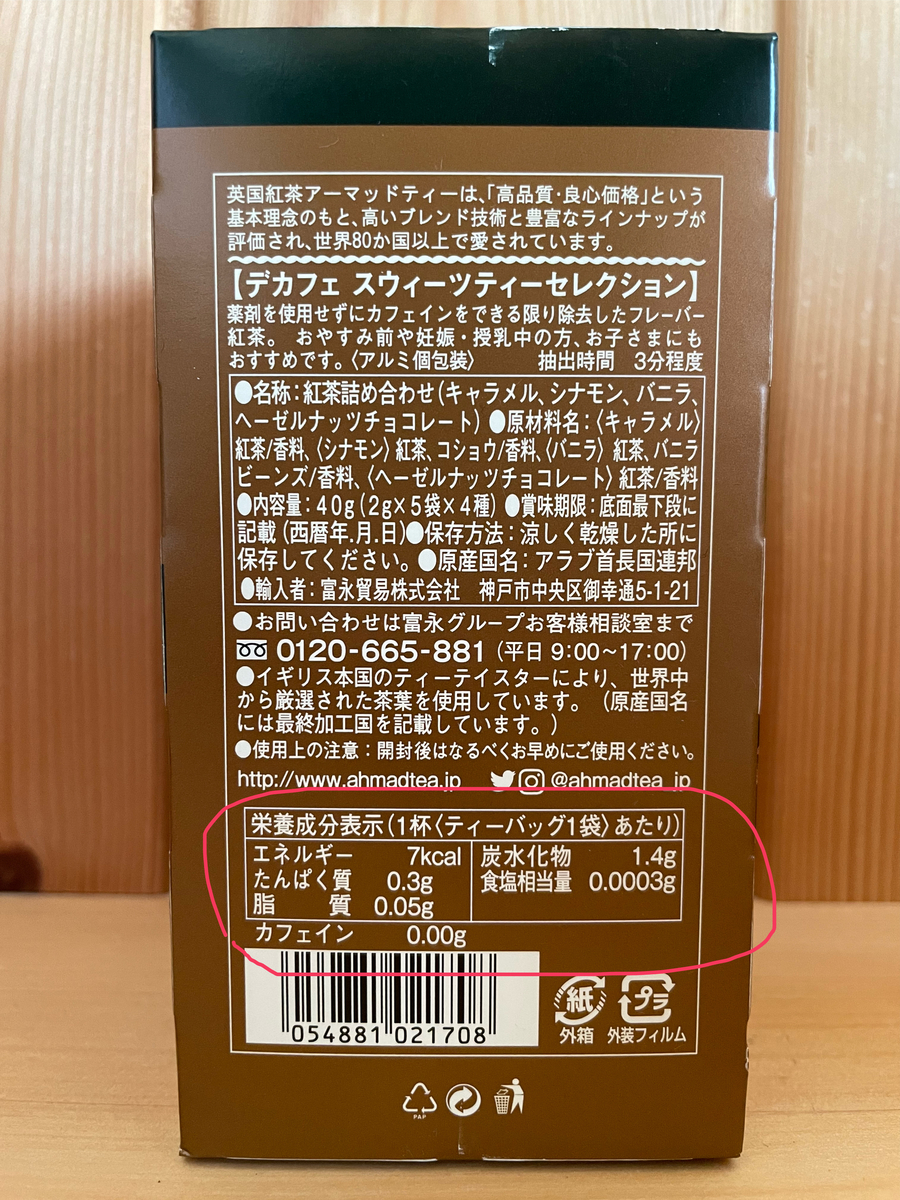 英国紅茶アーマッドティーは、「高品質・良心価格」という
基本理念のもと、高いブレンド技術と豊富なラインナップが
評価され、世界80か国以上で愛されています。
【デカフェ スウィーツティーセレクション】
薬剤を使用せずにカフェインをできる限り除去したフレーバー
紅茶。 おやすみ前や妊娠・授乳中の方、お子さまにも
おすすめです。〈アルミ個包装〉 抽出時間 3分程度
●名称：紅茶詰め合わせ(キャラメル、シナモン、バニラ、
ヘーゼルナッツチョコレート) ●原材料名：〈キャラメル〉
紅茶/香料、〈シナモン〉紅茶、コショウ/香料、〈バニラ〉紅茶、バニラ
ビーンズ/香料、〈ヘーゼルナッツチョコレート〉紅茶/香料
●内容量：40g(2g×5袋×4種) ●賞味期限：底面最下段に
記載(西暦年.月.日)●保存方法：涼しく乾燥した所に
保存してください。●原産国名：アラブ首長国連邦
●輸入者：富永貿易株式会社 神戸市中央区御幸通5-1-21
●お問い合わせは富永グループお客様相談室まで
0120-665-881 (平日 9:00〜17:00)
●イギリス本国のティーテイスターにより、世界中
から厳選された茶葉を使用しています。 (原産国名
には最終加工国を記載しています。)
●使用上の注意：開封後はなるべくお早めにご使用ください。
http://www.ahmadtea.jp @ahmadtea_jp
栄養成分表示(1杯〈ティーバッグ1袋〉あたり)
エネルギー 7kcal 炭水化物 1.4g
たんぱく質 0.3g 食塩相当量 0.0003g
脂質 0.05g
カフェイン 0.00g
054881 021708
紙 プラ
外箱 外装フィルム
PAP